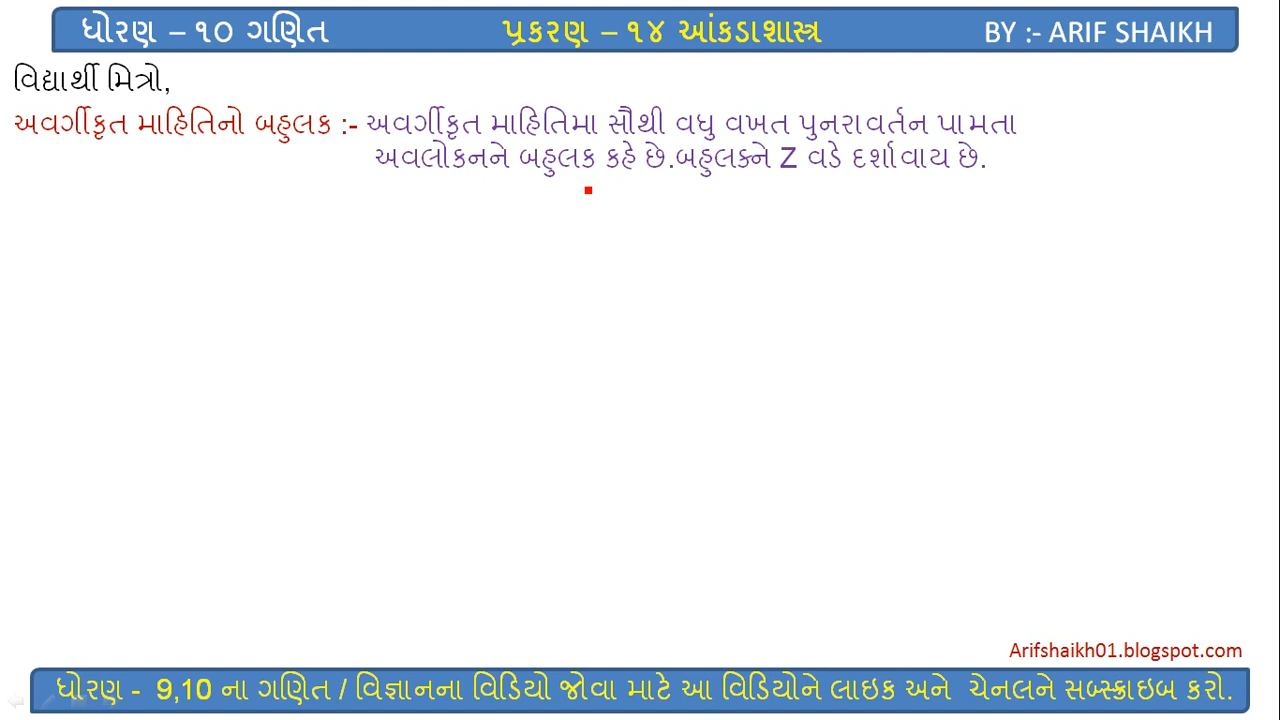 ધોરણ – ૧૦ ગણિત પ્રકરણ – ૧૪ આંકડાશાસ્ત્ર BY :- ARIF SHAIKH
વિદ્યાર્થી મિત્રો,
અવર્ગીકૃત માહિતિનો બહુલક :- અવર્ગીકૃત માહિતિમા સૌથી વધુ વખત પુનરાવર્તન પામતા
અવલોકનને બહુલક કહે છે.બહુલક્ને Z વડે દર્શાવાય છે.
Arifshaikh01.blogspot.com
ધોરણ - 9,10 ના ગણિત / વિજ્ઞાનના વિડિયો જોવા માટે આ વિડિયોને લાઇક અને ચેનલને સબ્સ્ક્રાઇબ કરો.